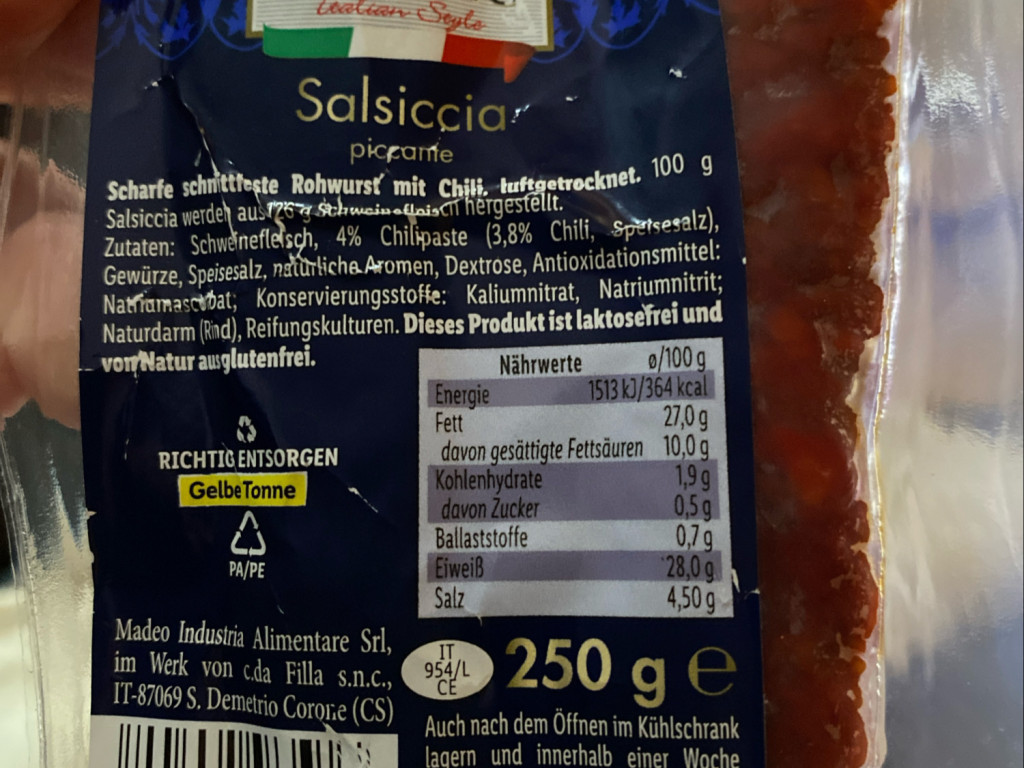 Italian Style
Salsiccia
piccante
Scharfe schnittfeste Rohwurst mit Chili, luftgetrocknet. 100 g
Salsiccia werden aus 126 g Schweinefleisch hergestellt.
Zutaten: Schweinefleisch, 4% Chilipaste (3,8% Chili, Speisesalz),
Gewürze, Speisesalz, natürliche Aromen, Dextrose, Antioxidationsmittel:
Natriumascorbat; Konservierungsstoffe: Kaliumnitrat, Natriumnitrit;
Naturdarm (Rind), Reifungskulturen. Dieses Produkt ist laktosefrei und
von Natur aus glutenfrei.
Nährwerte ø/100 g
Energie 1513 kJ/364 kcal
Fett 27,0 g
davon gesättigte Fettsäuren 10,0 g
Kohlenhydrate 1,9 g
davon Zucker 0,5 g
Ballaststoffe 0,7 g
Eiweiß 28,0 g
Salz 4,50 g
RICHTIG ENTSORGEN
Gelbe Tonne
PA/PE
Madeo Industria Alimentare Srl,
im Werk von c.da Filla s.n.c.,
IT-87069 S. Demetrio Corone (CS)
IT
954/L
CE
250 g e
Auch nach dem Öffnen im Kühlschrank
lagern und innerhalb einer Woche